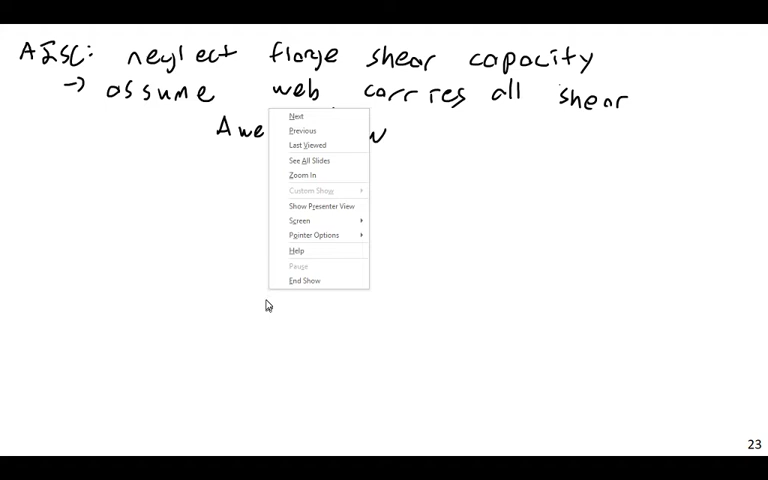 AISC: neglect flange shear capacity
→ assume web carries all shear
Next
Previous
Last Viewed
See All Slides
Zoom In
Custom Show
Show Presenter View
Screen
Pointer Options
Help
Pause
End Show
23